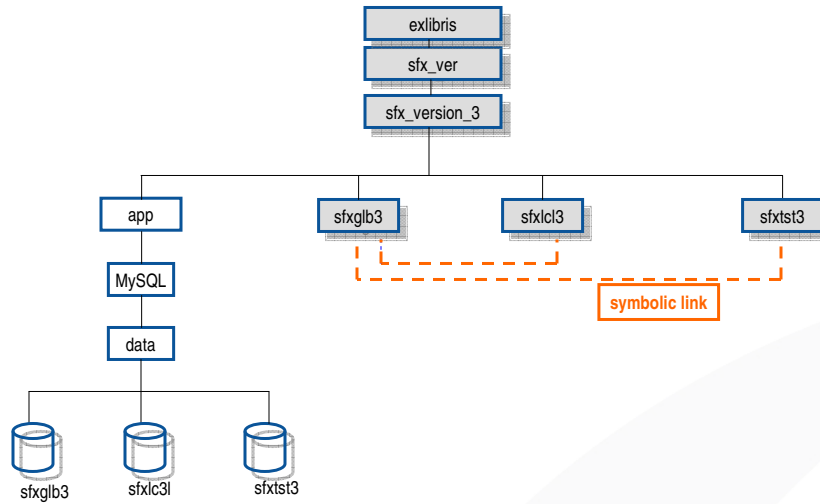 exlibris
sfx_ver
sfx_version_3
app
sfxglb3
sfxlcl3
sfxtst3
MySQL
symbolic link
data
sfxglb3
sfxlc3l
sfxtst3